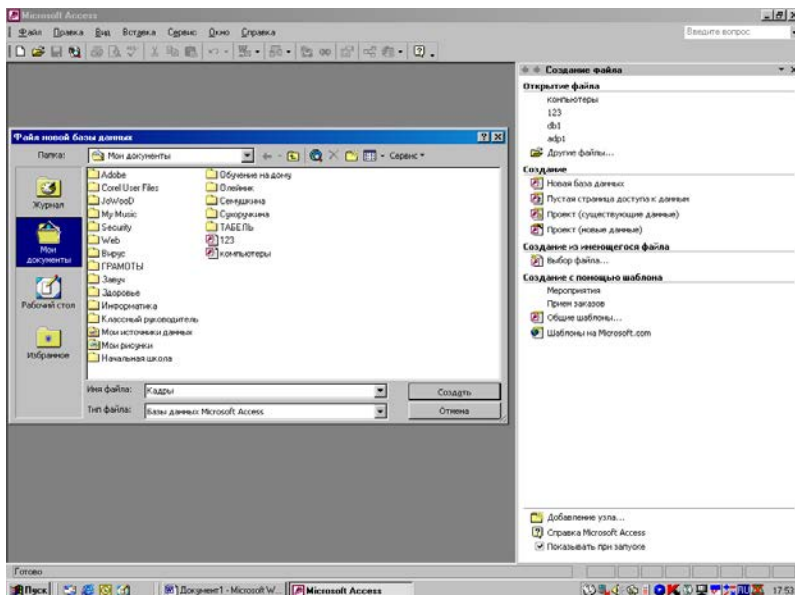 Microsoft Access
Файл Правка Вид Вставка Сервис Окно Справка
Введите вопрос
Создание файла
Открытие файла
компьютеры
123
db1
adp1
Другие файлы...
Создание
Новая база данных
Пустая страница доступа к данным
Проект (существующие данные)
Проект (новые данные)
Создание из имеющегося файла
Выбор файла...
Создание с помощью шаблона
Мероприятия
Прием заказов
Общие шаблоны...
Шаблоны на Microsoft.com
Добавление узла...
Справка Microsoft Access
Показывать при запуске
Файл новой базы данных
Папка: Мои документы
Сервис
Журнал
Мои документы
Рабочий стол
Избранное
Adobe
Corel User Files
JoWooD
My Music
Security
Web
Вирус
ГРАМОТЫ
Завуч
Здоровье
Информатика
Классный руководитель
Мои источники данных
Мои рисунки
Начальная школа
Обучение на дому
Олейник
Семушкина
Сухоручкина
ТАБЕЛЬ
123
компьютеры
Имя файла: Кадры
Создать
Тип файла: Базы данных Microsoft Access
Отмена
Готово
Пуск
Документ1 - Microsoft W...
Microsoft Access
RU
17:53